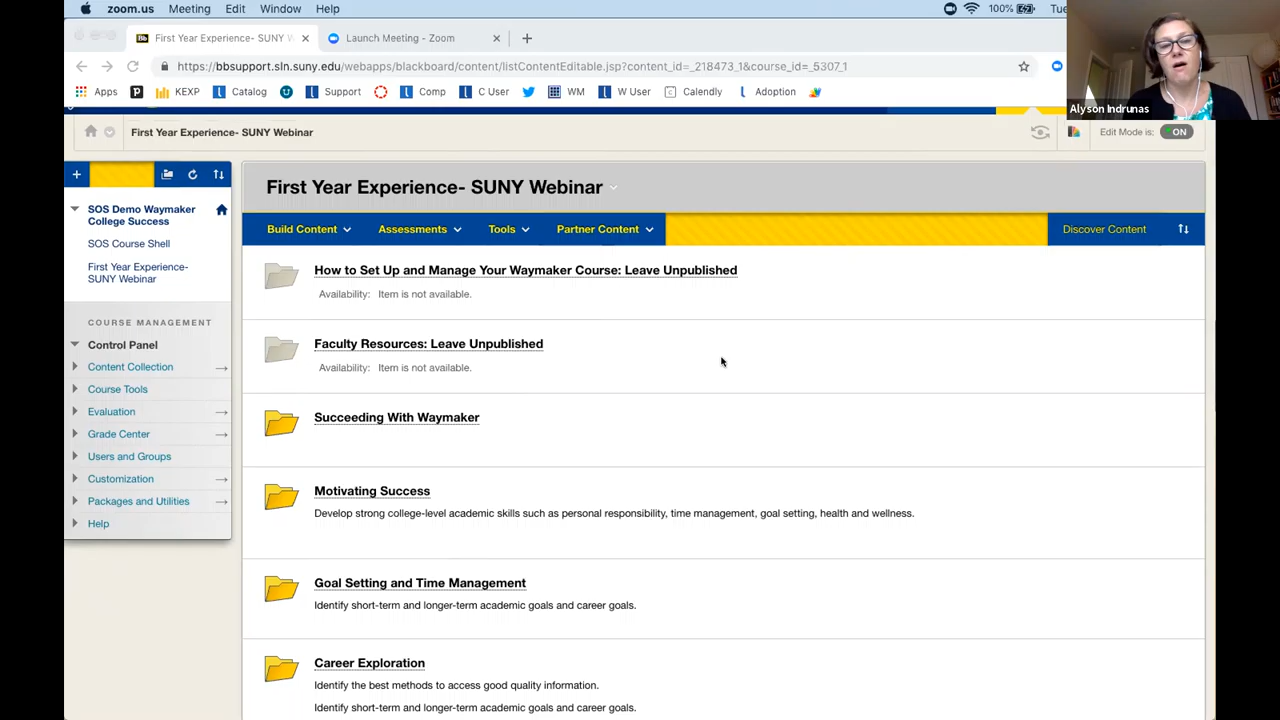 zoom.us Meeting Edit Window Help 100% Tue
First Year Experience- SUNY W Launch Meeting - Zoom
https://bbsupport.sln.suny.edu/webapps/blackboard/content/listContentEditable.jsp?content_id=_218473_1&course_id=_5307_1
Apps KEXP Catalog Support Comp C User WM W User Calendly Adoption
Alyson Indrunas
First Year Experience- SUNY Webinar Edit Mode is: ON
First Year Experience- SUNY Webinar
Build Content Assessments Tools Partner Content Discover Content
SOS Demo Waymaker
College Success
SOS Course Shell
First Year Experience-
SUNY Webinar
COURSE MANAGEMENT
Control Panel
Content Collection
Course Tools
Evaluation
Grade Center
Users and Groups
Customization
Packages and Utilities
Help
How to Set Up and Manage Your Waymaker Course: Leave Unpublished
Availability: Item is not available.
Faculty Resources: Leave Unpublished
Availability: Item is not available.
Succeeding With Waymaker
Motivating Success
Develop strong college-level academic skills such as personal responsibility, time management, goal setting, health and wellness.
Goal Setting and Time Management
Identify short-term and longer-term academic goals and career goals.
Career Exploration
Identify the best methods to access good quality information.
Identify short-term and longer-term academic goals and career goals.